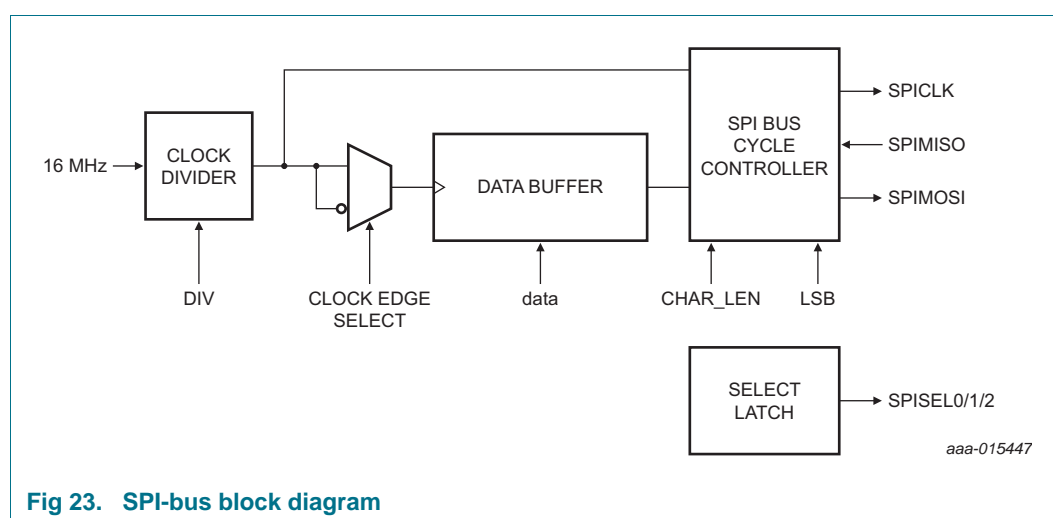 16 MHz
CLOCK
DIVIDER
DIV
CLOCK EDGE
SELECT
DATA BUFFER
data
SPI BUS
CYCLE
CONTROLLER
CHAR_LEN
LSB
SPICLK
SPIMISO
SPIMOSI
SELECT
LATCH
SPISEL0/1/2
aaa-015447
Fig 23. SPI-bus block diagram